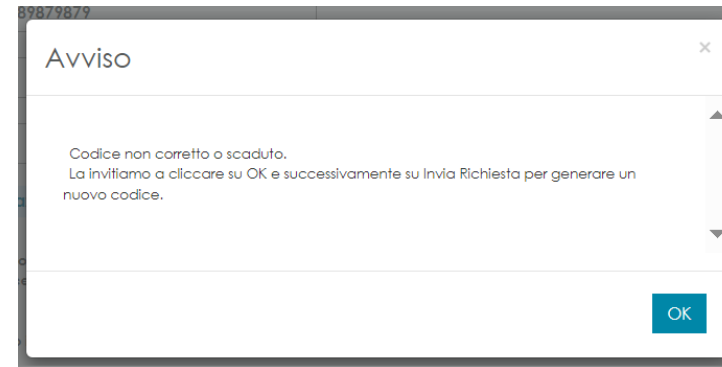 89879879
Avviso
×
Codice non corretto o scaduto.
La invitiamo a cliccare su OK e successivamente su Invia Richiesta per generare un
nuovo codice.
OK